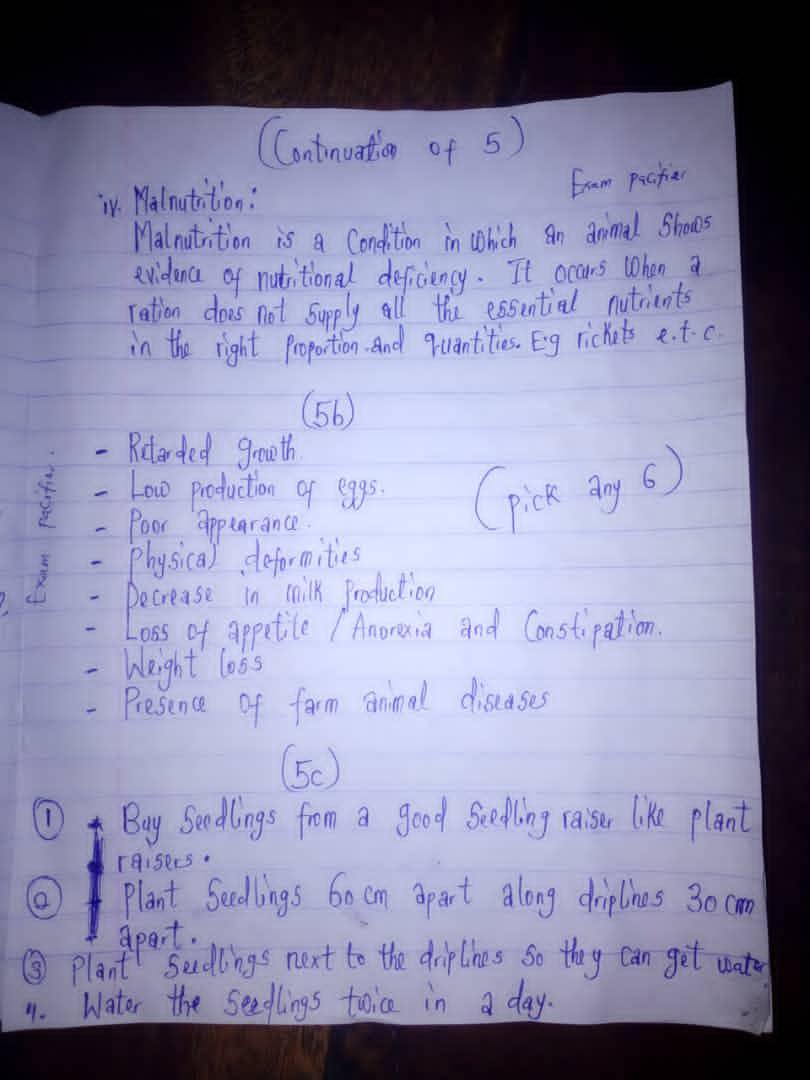 (Continuation of 5)
Exam pacifier
iv. Malnutrition:
Malnutrition is a Condition in which an animal Shows
evidence of nutritional deficiency. It occurs when a
ration does not Supply all the essential nutrients
in the right Proportion and quantities. E.g rickets e.t.c.
(5b)
- Retarded growth.
- Low production of eggs.
(pick any 6)
- Poor appearance.
- Physical deformities
- Decrease in milk Production
- Loss of appetite / Anorexia and Constipation.
- Weight loss
- Presence of farm animal diseases
Exam pacifier.
(5c)
① Buy Seedlings from a good Seedling raiser like plant
raisers.
② Plant Seedlings 60 cm apart along driplines 30 cm
apart.
③ Plant Seedlings next to the driplines So they can get water
4. Water the Seedlings twice in a day.